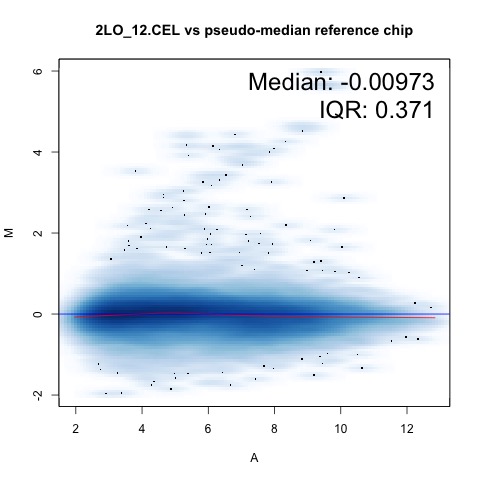 2LO_12.CEL vs pseudo-median reference chip
Median: -0.00973
IQR: 0.371
6
4
2
0
-2
M
2 4 6 8 10 12
A